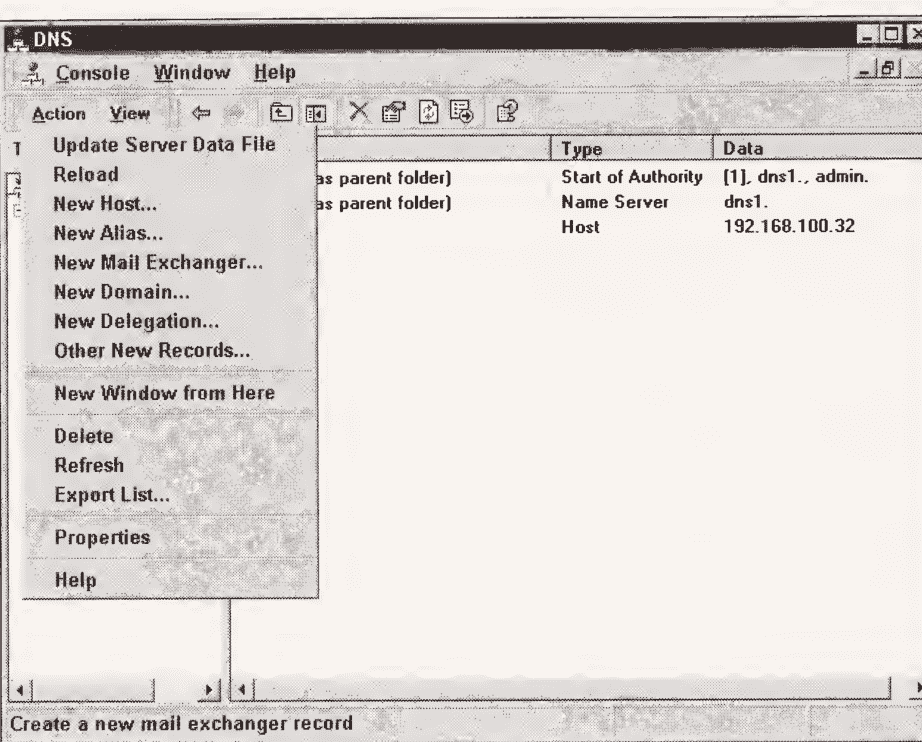 DNS
Console Window Help
Action View
Type Data
as parent folder) Start of Authority [1], dns1., admin.
as parent folder) Name Server dns1.
Host 192.168.100.32
Update Server Data File
Reload
New Host...
New Alias...
New Mail Exchanger...
New Domain...
New Delegation...
Other New Records...
New Window from Here
Delete
Refresh
Export List...
Properties
Help
Create a new mail exchanger record